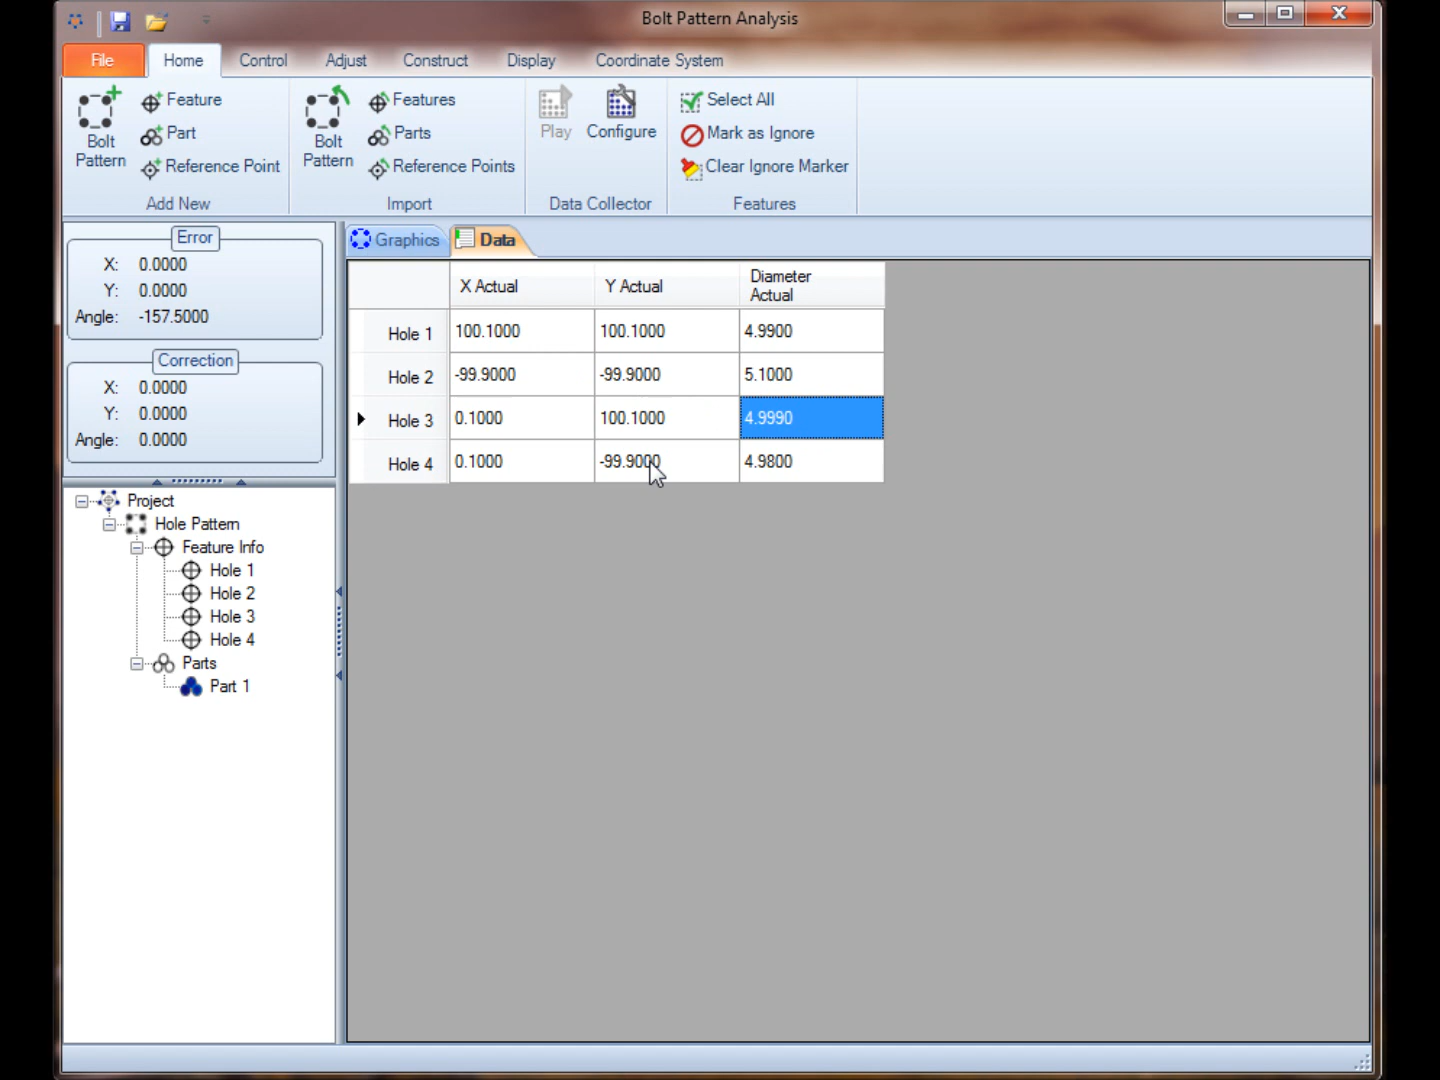 Bolt Pattern Analysis
File Home Control Adjust Construct Display Coordinate System
Bolt Pattern
Feature
Part
Reference Point
Add New
Bolt Pattern
Features
Parts
Reference Points
Import
Play
Configure
Data Collector
Select All
Mark as Ignore
Clear Ignore Marker
Features
Error
X: 0.0000
Y: 0.0000
Angle: -157.5000
Correction
X: 0.0000
Y: 0.0000
Angle: 0.0000
Project
Hole Pattern
Feature Info
Hole 1
Hole 2
Hole 3
Hole 4
Parts
Part 1
Graphics Data
X Actual Y Actual Diameter Actual
Hole 1 100.1000 100.1000 4.9900
Hole 2 -99.9000 -99.9000 5.1000
Hole 3 0.1000 100.1000 4.9990
Hole 4 0.1000 -99.9000 4.9800